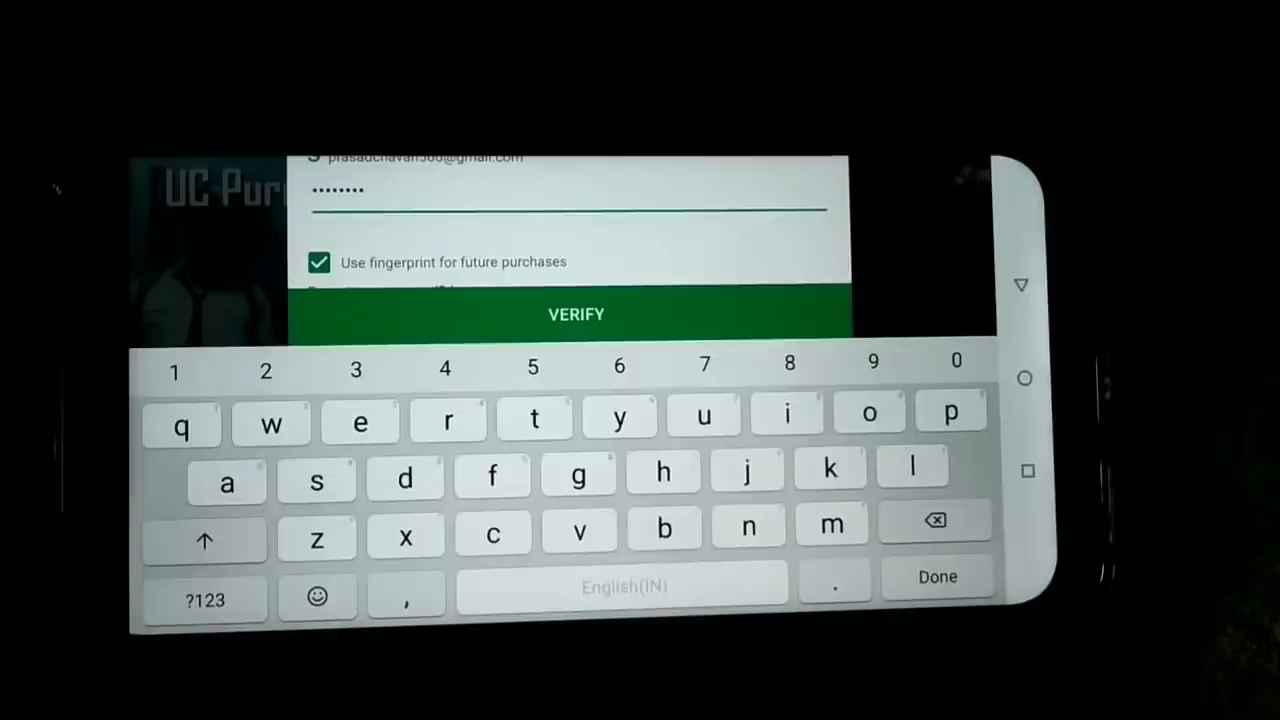 UC Pur
••••••••
Use fingerprint for future purchases
VERIFY
1 2 3 4 5 6 7 8 9 0
q w e r t y u i o p
a s d f g h j k l
z x c v b n m
?123 , English(IN) . Done